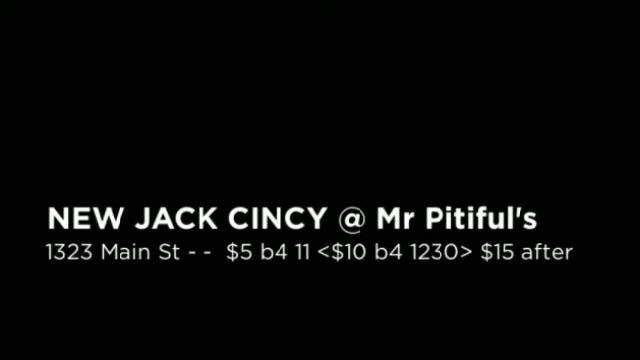 NEW JACK CINCY @ Mr Pitiful's
1323 Main St - -  $5 b4 11 <$10 b4 1230> $15 after